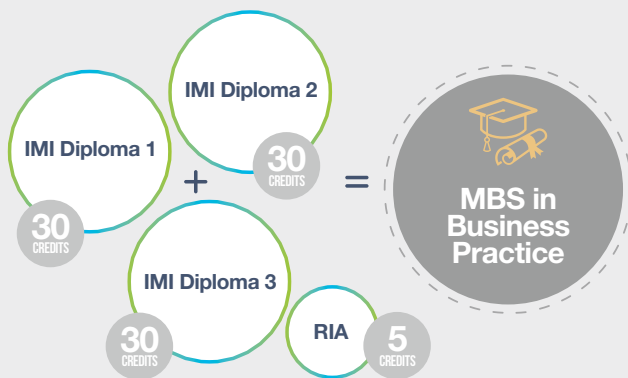 IMI Diploma 1
30
CREDITS
+
IMI Diploma 2
30
CREDITS
IMI Diploma 3
30
CREDITS
RIA
5
CREDITS
=
MBS in
Business
Practice